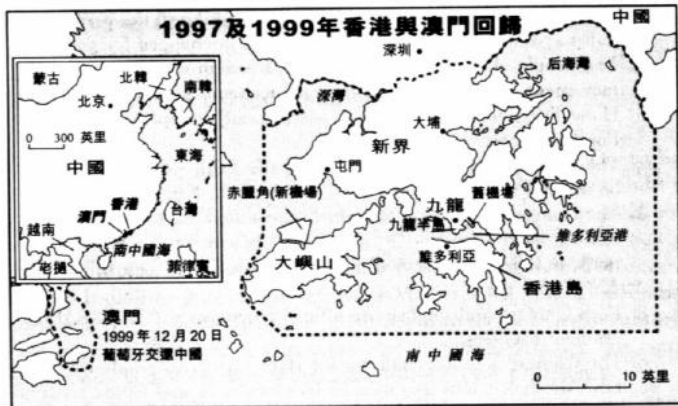 1997及1999年香港與澳門回歸
中國
深圳
后海灣
深灣
大埔
新界
屯門
赤鱲角(新機場)
舊機場
九龍
九龍半島
維多利亞港
大嶼山
維多利亞
香港島
南中國海
0 10 英里
蒙古
北韓
南韓
北京
0 300 英里
中國
東海
香港
澳門
台灣
越南
南中國海
老撾
菲律賓
澳門
1999年12月20日
葡萄牙交還中國